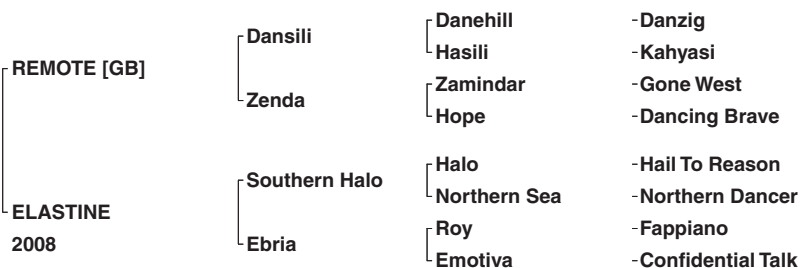 Danehill -Danzig
Dansili
Hasili -Kahyasi
REMOTE [GB]
Zamindar -Gone West
Zenda
Hope -Dancing Brave
Halo -Hail To Reason
Southern Halo
Northern Sea -Northern Dancer
ELASTINE
Roy -Fappiano
2008
Ebria
Emotiva -Confidential Talk